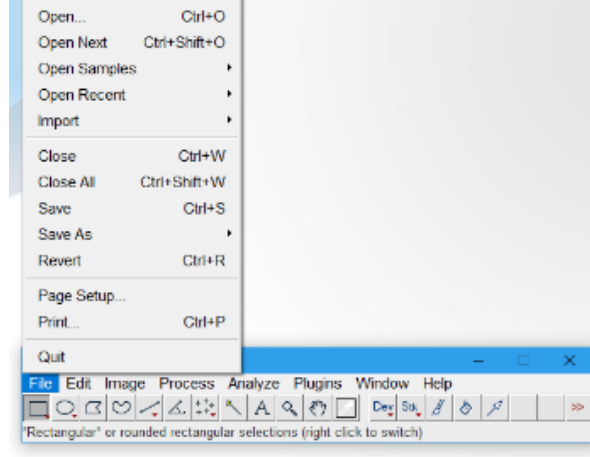 Open... Ctrl+O
Open Next Ctrl+Shift+O
Open Samples
Open Recent
Import
Close Ctrl+W
Close All Ctrl+Shift+W
Save Ctrl+S
Save As
Revert Ctrl+R
Page Setup...
Print... Ctrl+P
Quit
File Edit Image Process Analyze Plugins Window Help
A Dev Stk >>
*Rectangular* or rounded rectangular selections (right click to switch)